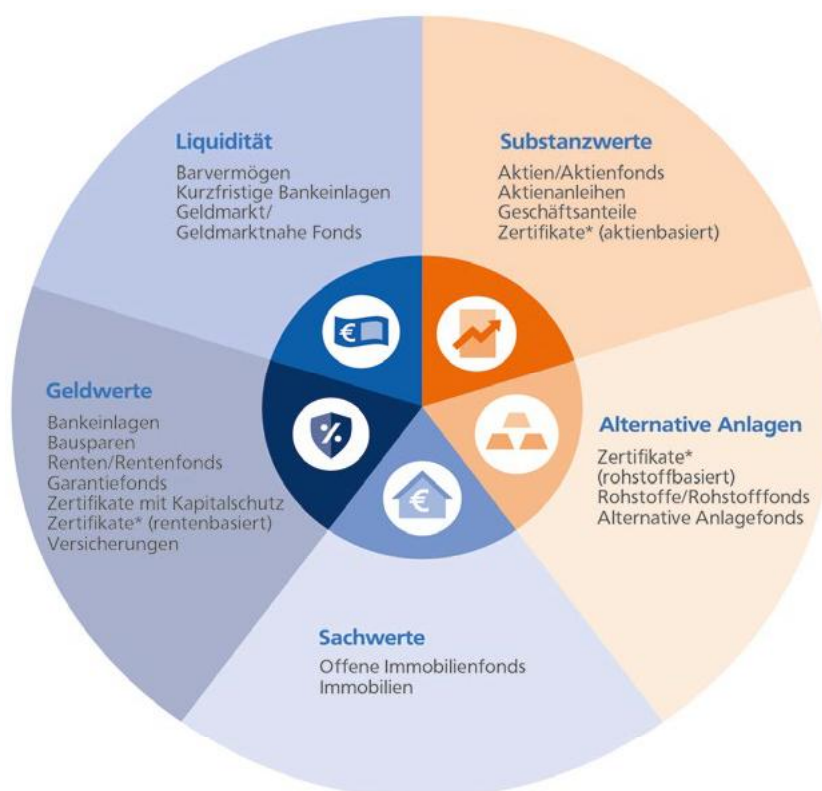 Liquidität
Barvermögen
Kurzfristige Bankeinlagen
Geldmarkt/
Geldmarktnahe Fonds
Substanzwerte
Aktien/Aktienfonds
Aktienanleihen
Geschäftsanteile
Zertifikate* (aktienbasiert)
€
Geldwerte
Bankeinlagen
Bausparen
Renten/Rentenfonds
Garantiefonds
Zertifikate mit Kapitalschutz
Zertifikate* (rentenbasiert)
Versicherungen
%
Alternative Anlagen
Zertifikate*
(rohstoffbasiert)
Rohstoffe/Rohstofffonds
Alternative Anlagefonds
€
Sachwerte
Offene Immobilienfonds
Immobilien